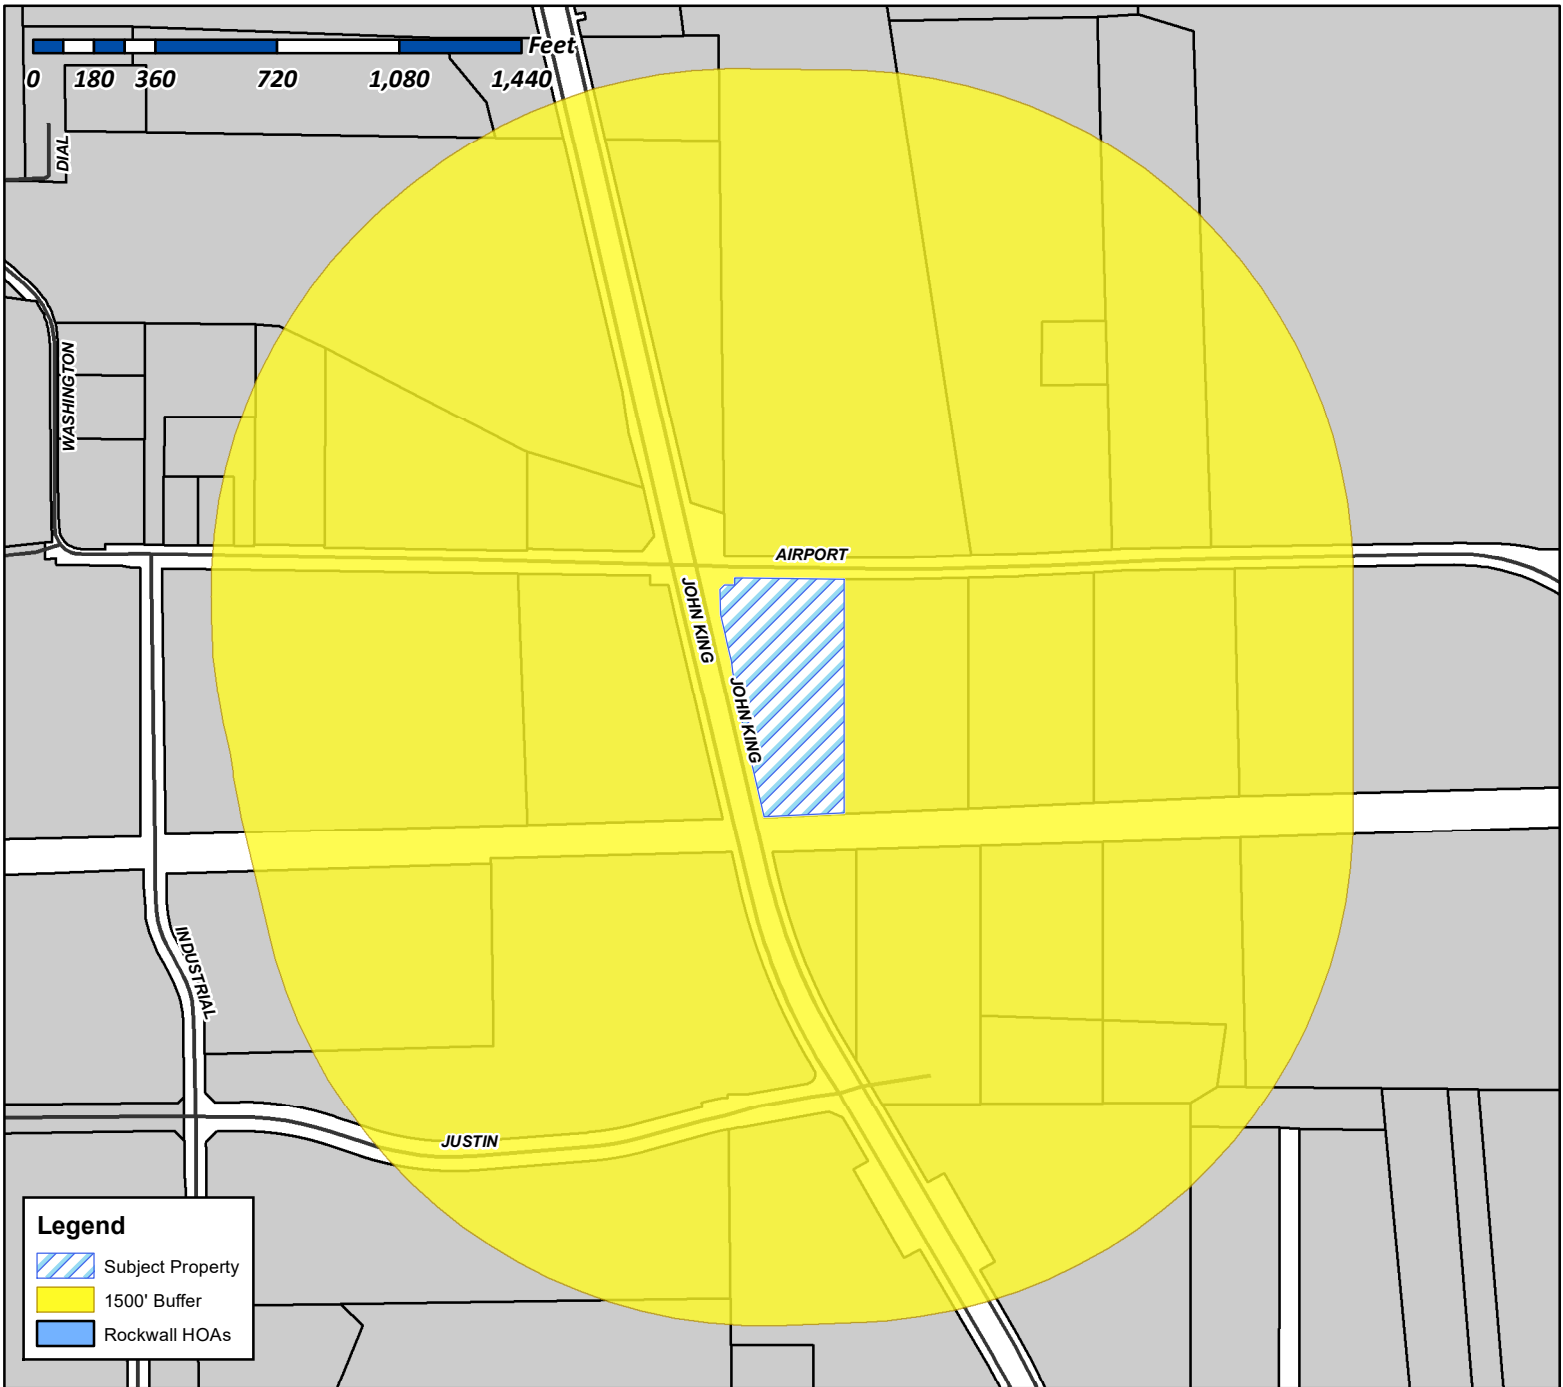 Feet
0 180 360 720 1,080 1,440
DIAL
WASHINGTON
AIRPORT
JOHN KING
JOHN KING
INDUSTRIAL
JUSTIN
Legend
Subject Property
1500' Buffer
Rockwall HOAs